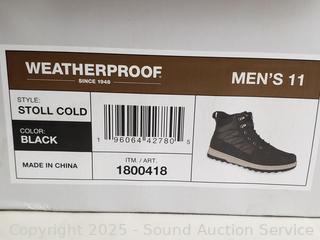 WEATHERPROOF®
SINCE 1948
MEN'S 11
STYLE:
STOLL COLD
COLOR:
BLACK
MADE IN CHINA
1 96064 42780 5
ITM. / ART.
1800418
Copyright © 2025 - Sound Auction Service